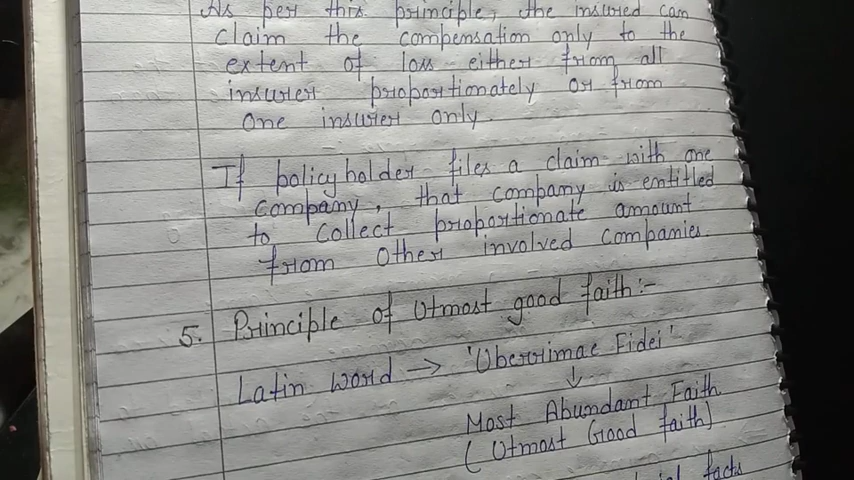 As per this principle, the insured can
claim the compensation only to the
extent of loss either from all
insurer proportionately or from
one insurer only.
If policyholder files a claim with one
company, that company is entitled
to collect proportionate amount
from other involved companies.
5. Principle of Utmost good faith:-
Latin word → 'Uberrimae Fidei'
↓
Most Abundant Faith
(Utmost Good faith)
facts